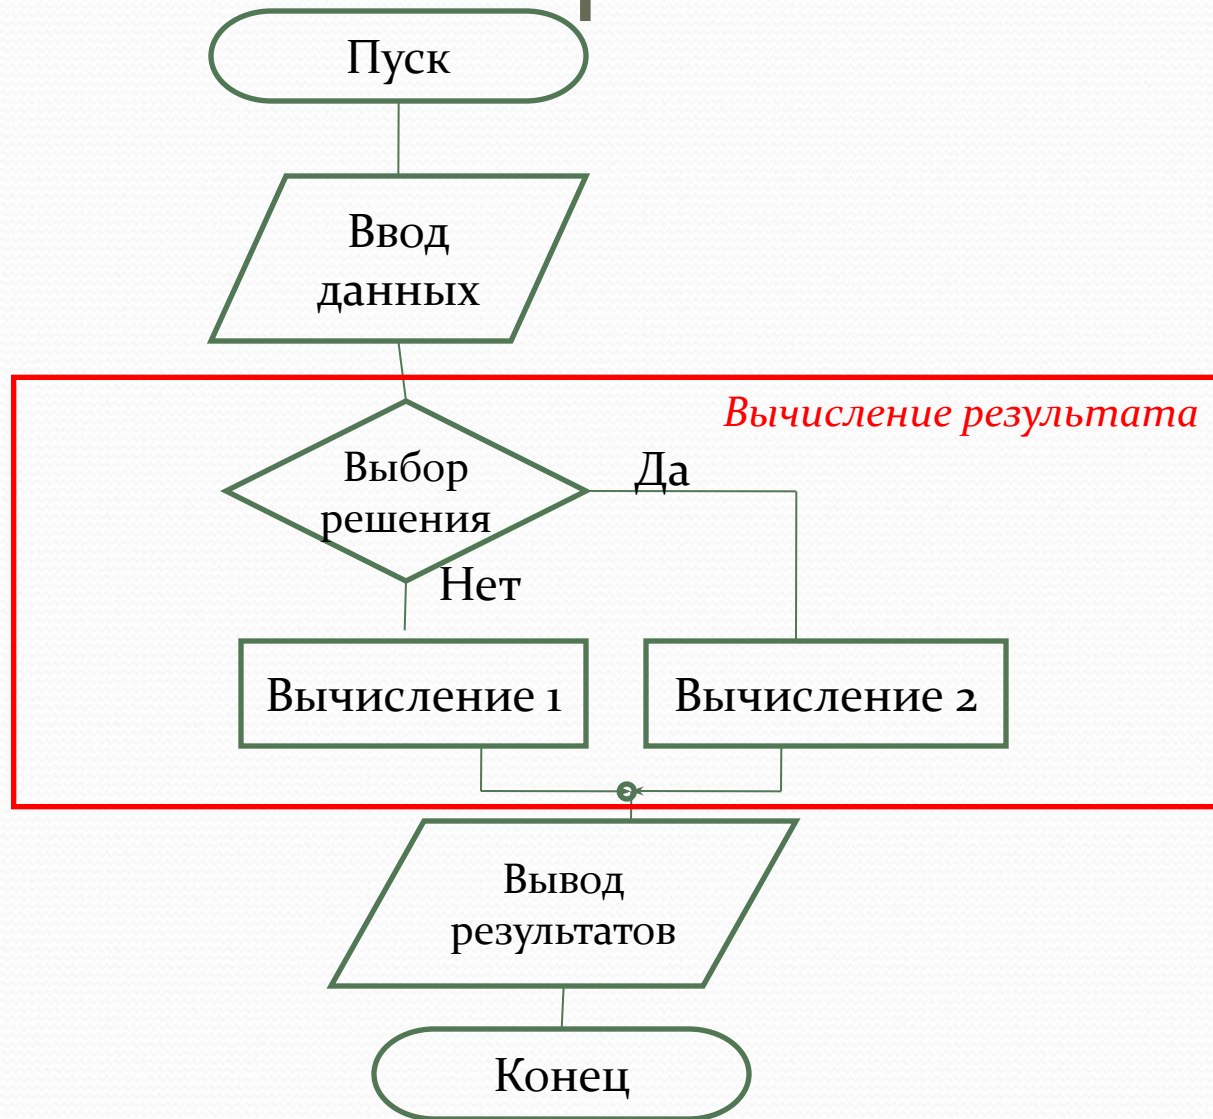 Пуск
Ввод
данных
Вычисление результата
Выбор
решения
Да
Нет
Вычисление 1
Вычисление 2
Вывод
результатов
Конец